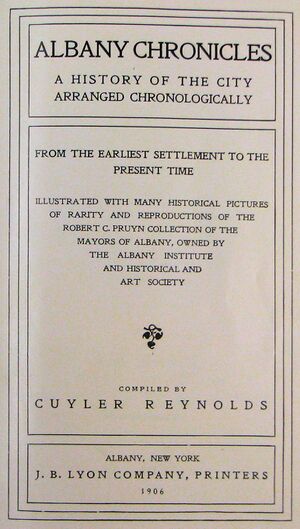 ALBANY CHRONICLES
A HISTORY OF THE CITY
ARRANGED CHRONOLOGICALLY
FROM THE EARLIEST SETTLEMENT TO THE
PRESENT TIME
ILLUSTRATED WITH MANY HISTORICAL PICTURES
OF RARITY AND REPRODUCTIONS OF THE
ROBERT C. PRUYN COLLECTION OF THE
MAYORS OF ALBANY, OWNED BY
THE ALBANY INSTITUTE
AND HISTORICAL AND
ART SOCIETY
COMPILED BY
CUYLER REYNOLDS
ALBANY, NEW YORK
J. B. LYON COMPANY, PRINTERS
1906